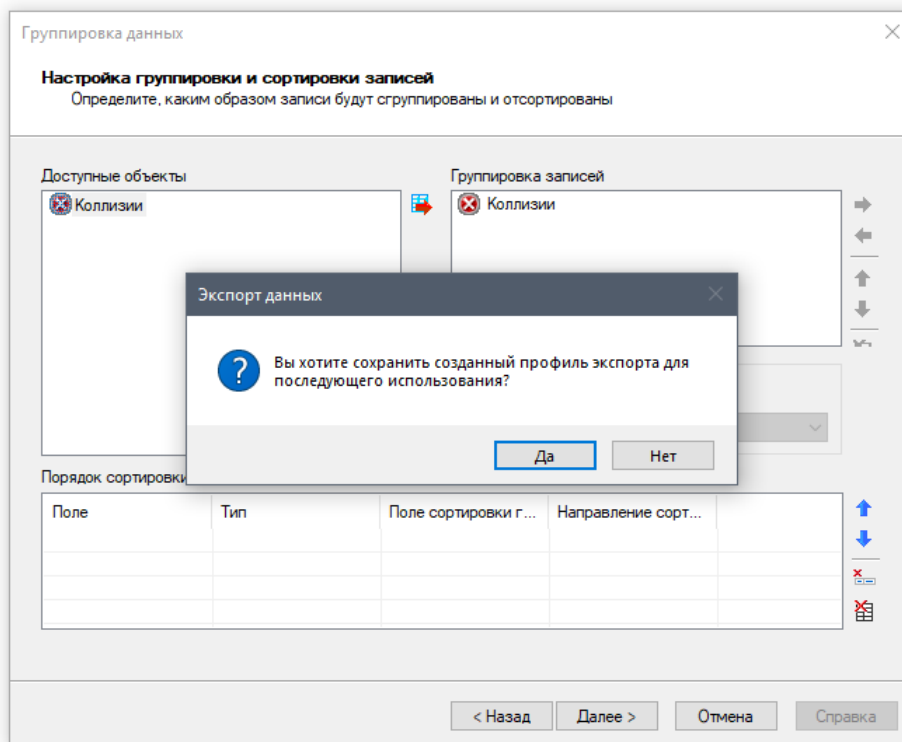 Группировка данных
Настройка группировки и сортировки записей
Определите, каким образом записи будут сгруппированы и отсортированы
Доступные объекты
Группировка записей
Коллизии
Коллизии
Экспорт данных
Вы хотите сохранить созданный профиль экспорта для
последующего использования?
Да
Нет
Порядок сортировки
Поле
Тип
Поле сортировки г...
Направление сорт...
< Назад
Далее >
Отмена
Справка